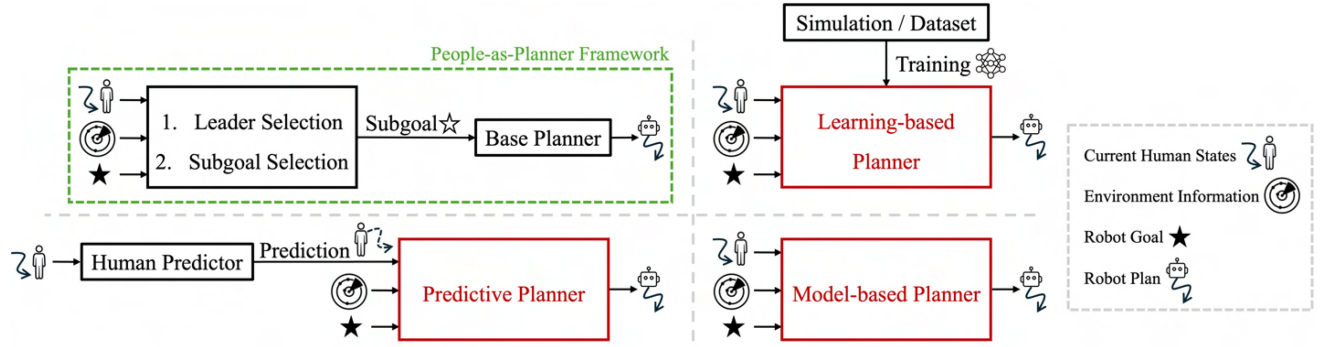 People-as-Planner Framework
1. Leader Selection
2. Subgoal Selection
Subgoal
Base Planner
Simulation / Dataset
Training
Learning-based
Planner
Human Predictor
Prediction
Predictive Planner
Model-based Planner
Current Human States
Environment Information
Robot Goal
Robot Plan